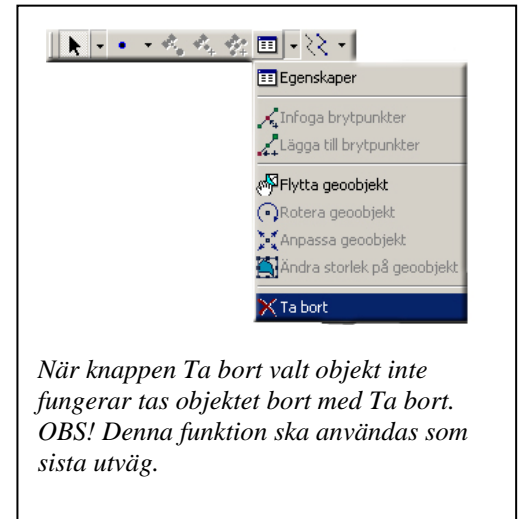 Egenskaper
Infoga brytpunkter
Lägga till brytpunkter
Flytta geoobjekt
Rotera geoobjekt
Anpassa geoobjekt
Ändra storlek på geoobjekt
Ta bort
När knappen Ta bort valt objekt inte
fungerar tas objektet bort med Ta bort.
OBS! Denna funktion ska användas som
sista utväg.